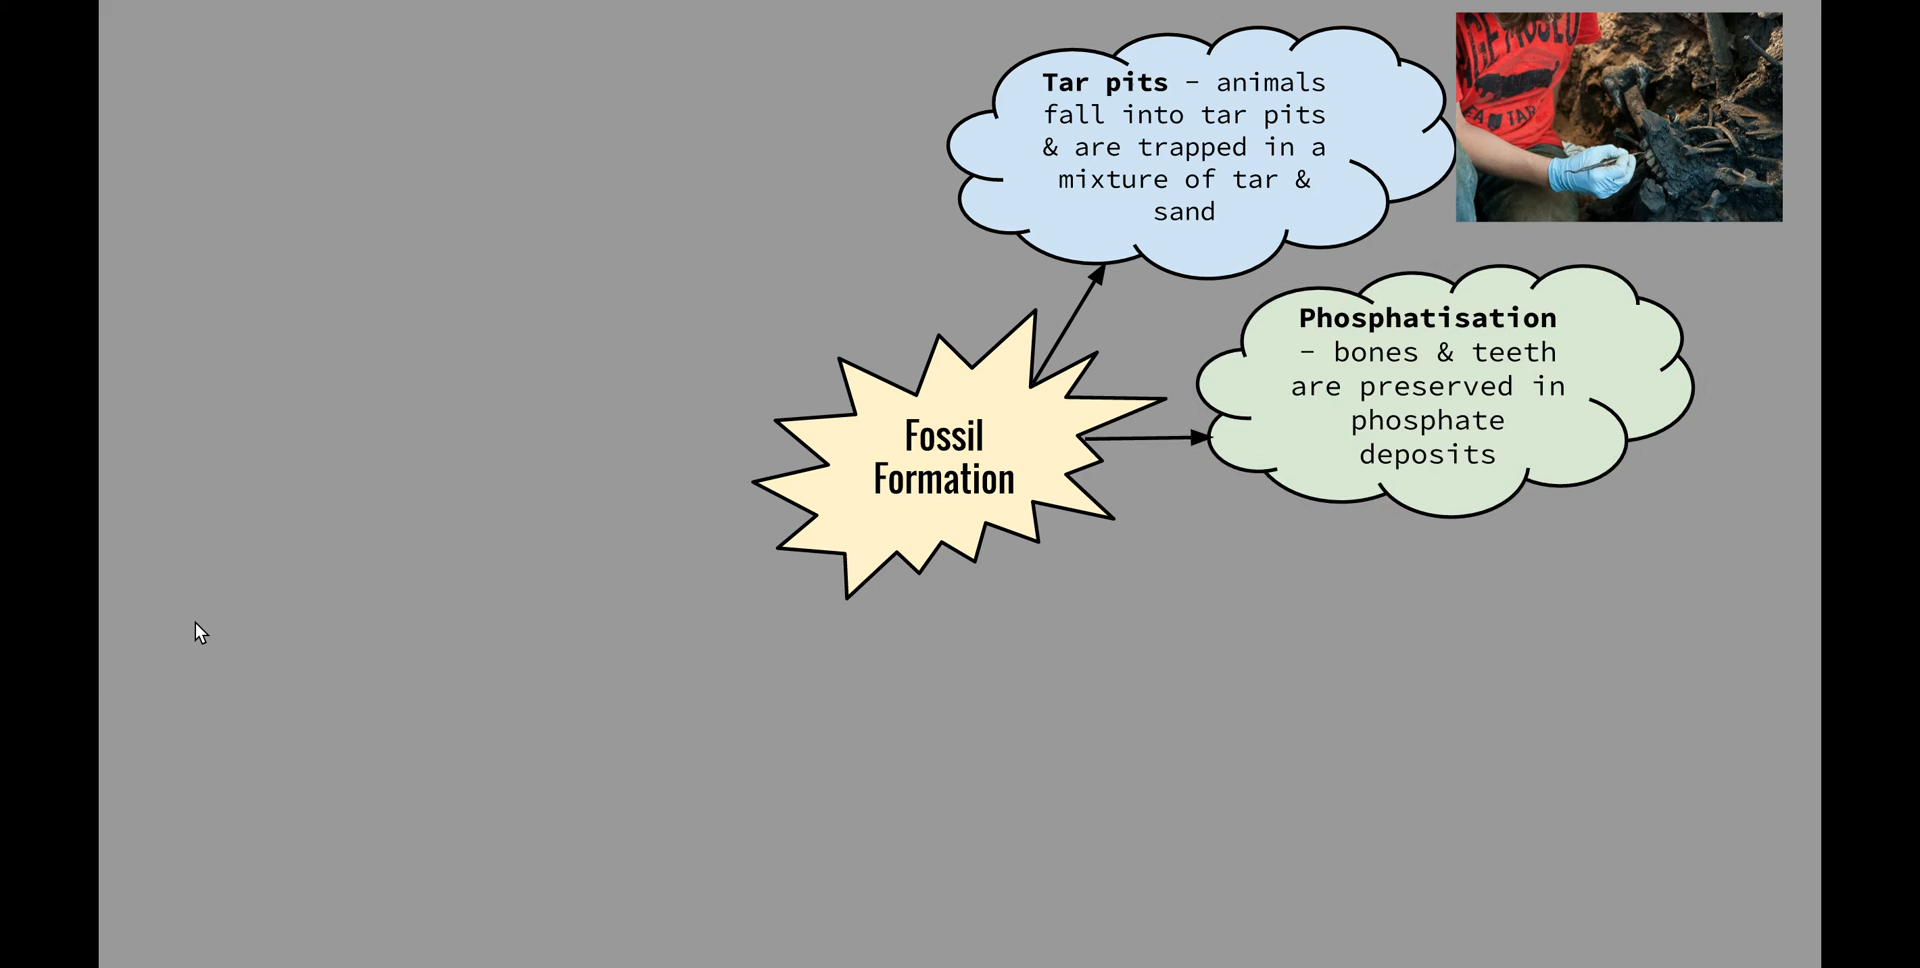 Tar pits - animals
fall into tar pits
& are trapped in a
mixture of tar &
sand
Phosphatisation
- bones & teeth
are preserved in
phosphate
deposits
Fossil
Formation
TAR